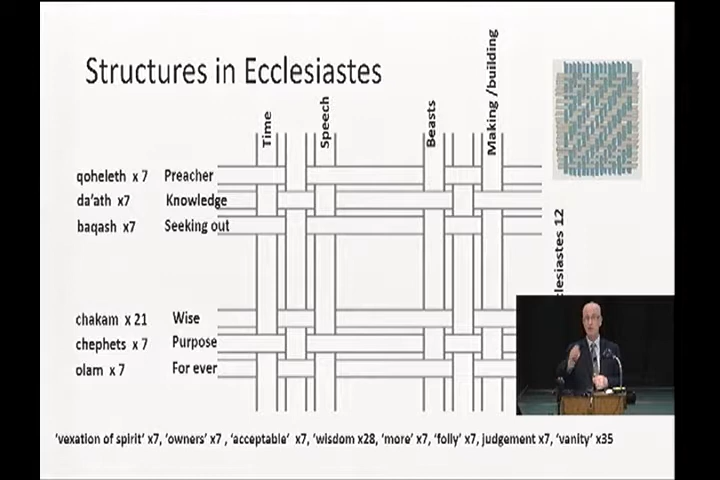 Structures in Ecclesiastes
Time
Speech
Beasts
Making /building
qoheleth x 7 Preacher
da'ath x7 Knowledge
baqash x7 Seeking out
chakam x 21 Wise
chephets x 7 Purpose
olam x 7 For ever
12
'vexation of spirit' x7, 'owners' x7 , 'acceptable' x7, 'wisdom x28, 'more' x7, 'folly' x7, judgement x7, 'vanity' x35